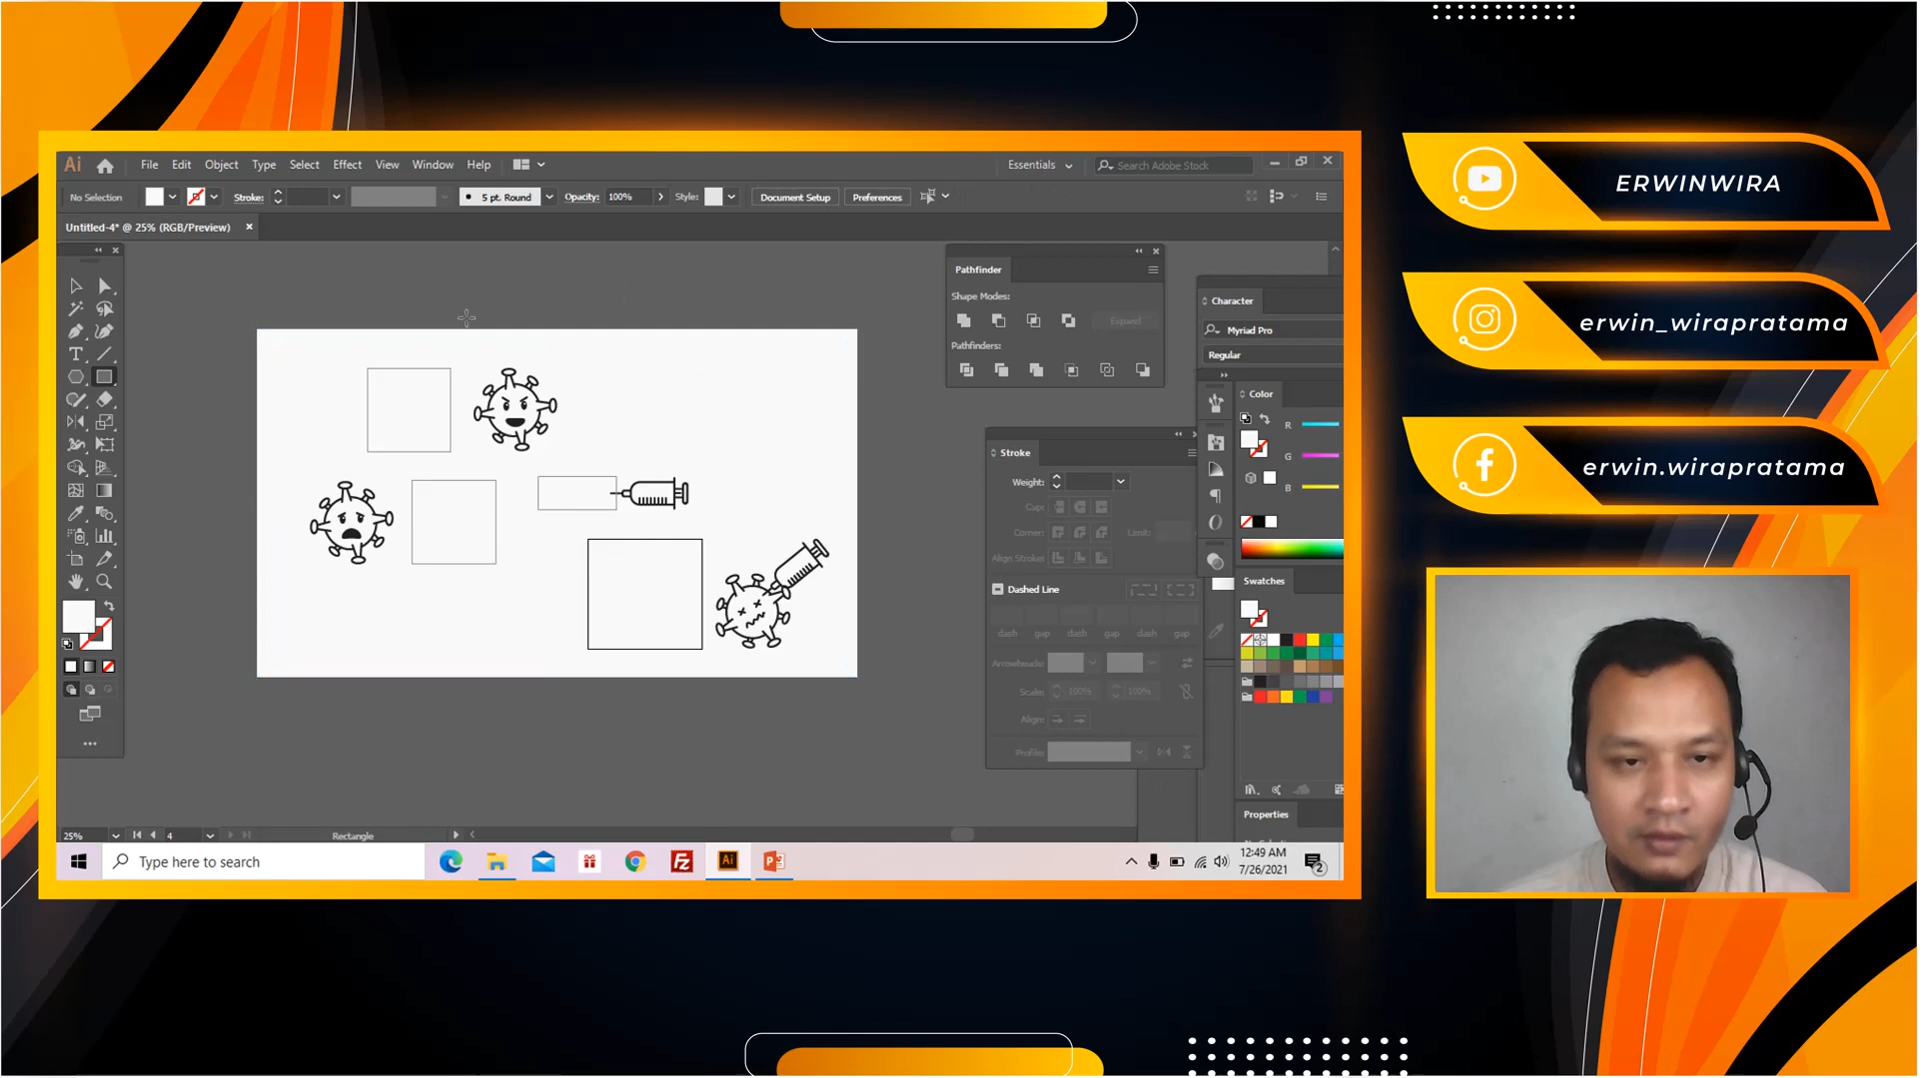 Ai File Edit Object Type Select Effect View Window Help Essentials Search Adobe Stock
No Selection Stroke: 5 pt. Round Opacity: 100% Style: Document Setup Preferences
Untitled-4* @ 25% (RGB/Preview)
Pathfinder
Shape Modes:
Expand
Pathfinders:
Character
Myriad Pro
Regular
Color
R
G
B
Stroke
Weight:
Cap:
Corner: Limit:
Align Stroke:
Dashed Line
dash gap dash gap dash gap
Arrowheads:
Scale: 100% 100%
Align:
Profile:
Swatches
Properties
25% 4 Rectangle
Type here to search
Ai
12:49 AM
7/26/2021
2
ERWINWIRA
erwin_wirapratama
erwin.wirapratama